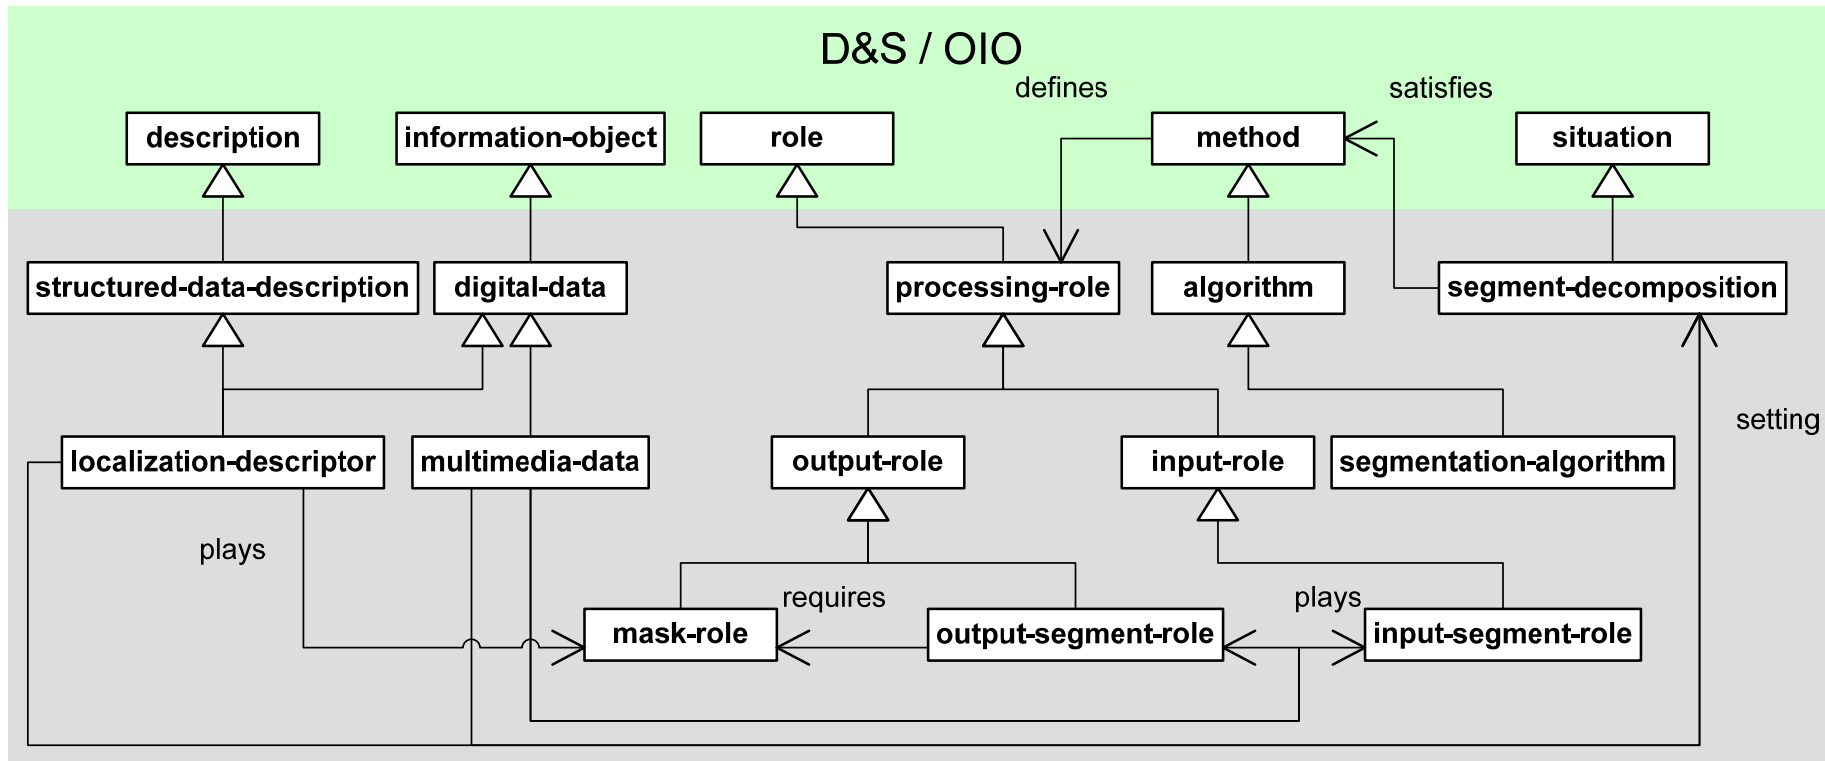 D&S / OIO
defines
satisfies
description
information-object
role
method
situation
structured-data-description
digital-data
processing-role
algorithm
segment-decomposition
setting
localization-descriptor
multimedia-data
output-role
input-role
segmentation-algorithm
plays
requires
plays
mask-role
output-segment-role
input-segment-role